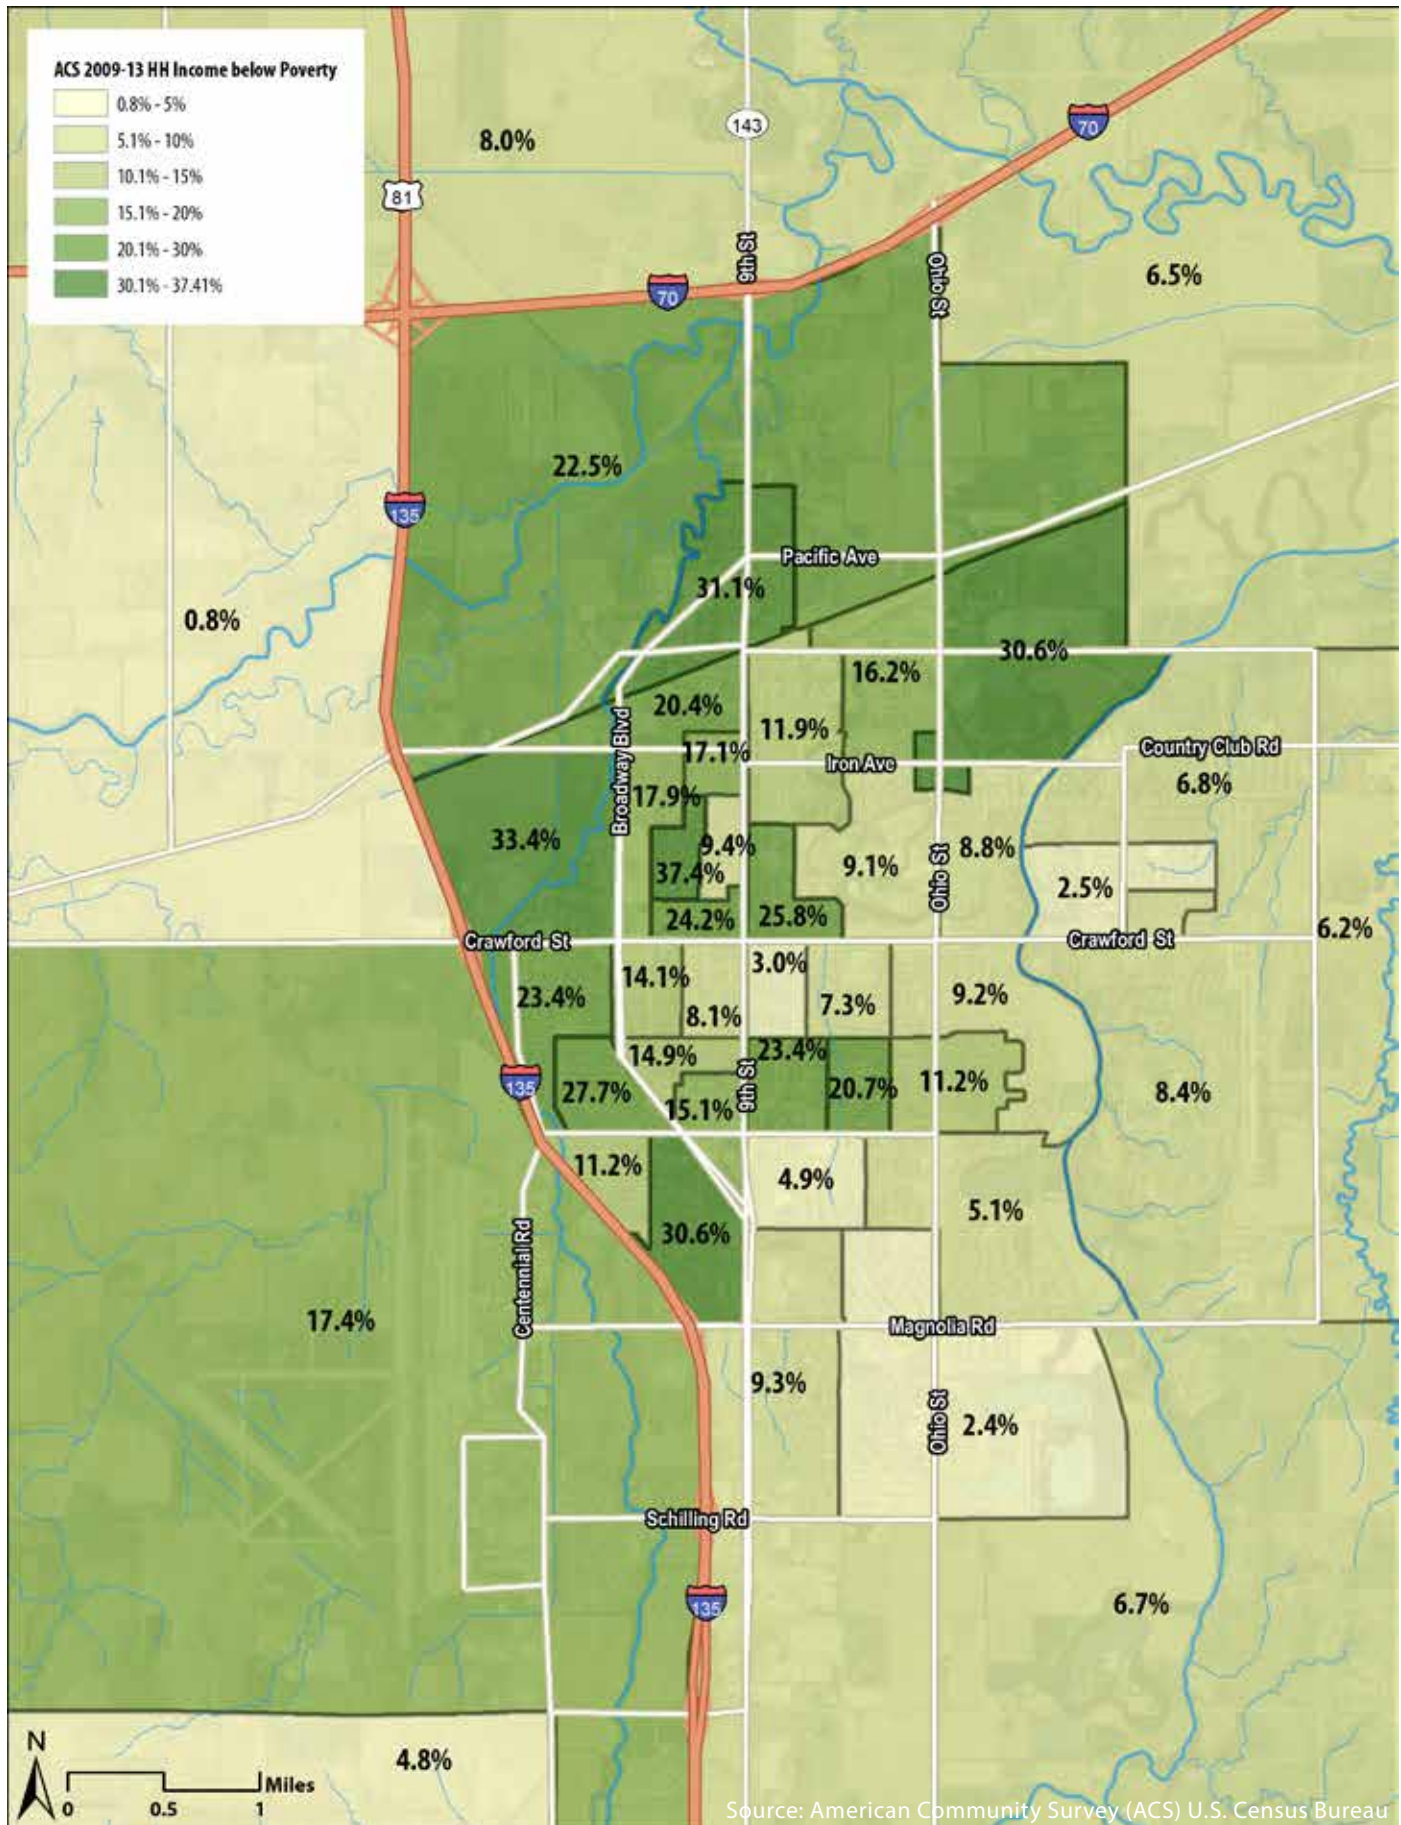 ACS 2009-13 HH Income below Poverty
0.8% - 5%
5.1% - 10%
10.1% - 15%
15.1% - 20%
20.1% - 30%
30.1% - 37.41%
8.0%
143
70
81
9th St
Ohio St
70
6.5%
22.5%
135
Pacific Ave
31.1%
0.8%
30.6%
16.2%
20.4%
11.9%
Broadway Blvd
17.1%
Country Club Rd
Iron Ave
6.8%
17.9%
33.4%
9.4%
8.8%
37.4%
9.1%
Ohio St
2.5%
24.2%
25.8%
6.2%
Crawford St
Crawford St
3.0%
14.1%
23.4%
7.3%
9.2%
8.1%
14.9%
23.4%
9th St
135
27.7%
20.7%
11.2%
8.4%
15.1%
11.2%
4.9%
5.1%
30.6%
Centennial Rd
17.4%
Magnolia Rd
9.3%
Ohio St
2.4%
Schilling Rd
135
6.7%
N
4.8%
Miles
0 0.5 1
Source: American Community Survey (ACS) U.S. Census Bureau